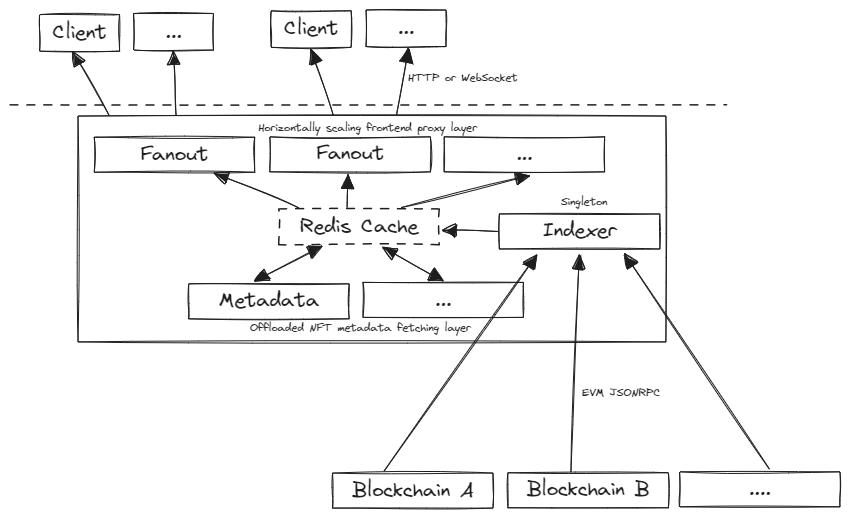 Client
...
Client
...
HTTP or WebSocket
Horizontally scaling frontend proxy layer
Fanout
Fanout
...
Singleton
Redis Cache
Indexer
Metadata
...
Offloaded NFT metadata fetching layer
EVM JSONRPC
Blockchain A
Blockchain B
....